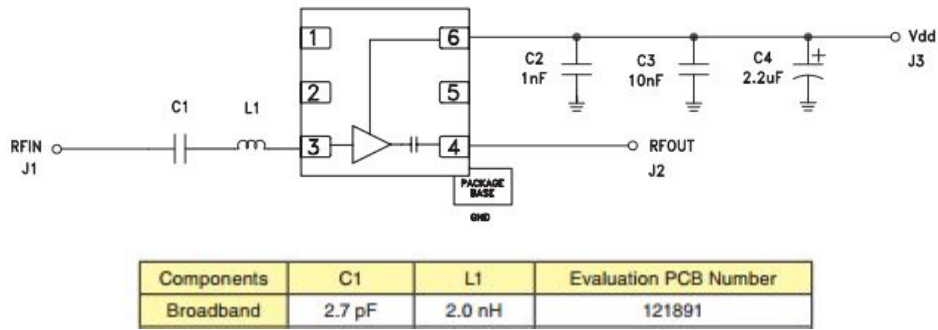 1
2
3
6
5
4
C1
L1
RFIN
J1
C2
1nF
C3
10nF
C4
2.2uF
+
Vdd
J3
RFOUT
J2
PACKAGE
BASE
GND
Components C1 L1 Evaluation PCB Number
Broadband 2.7 pF 2.0 nH 121891